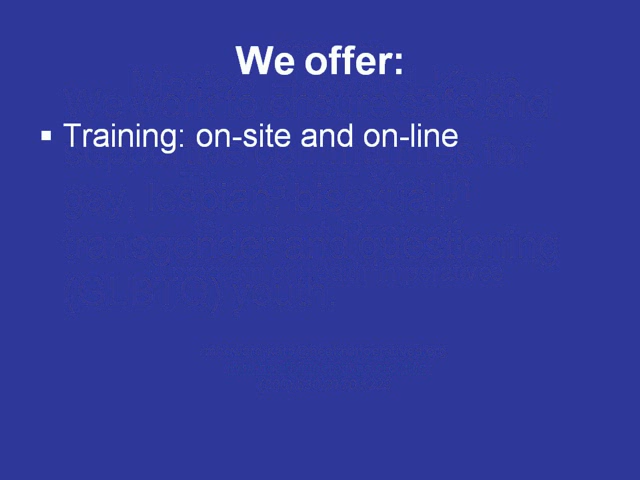 We offer:
▪ Training: on-site and on-line